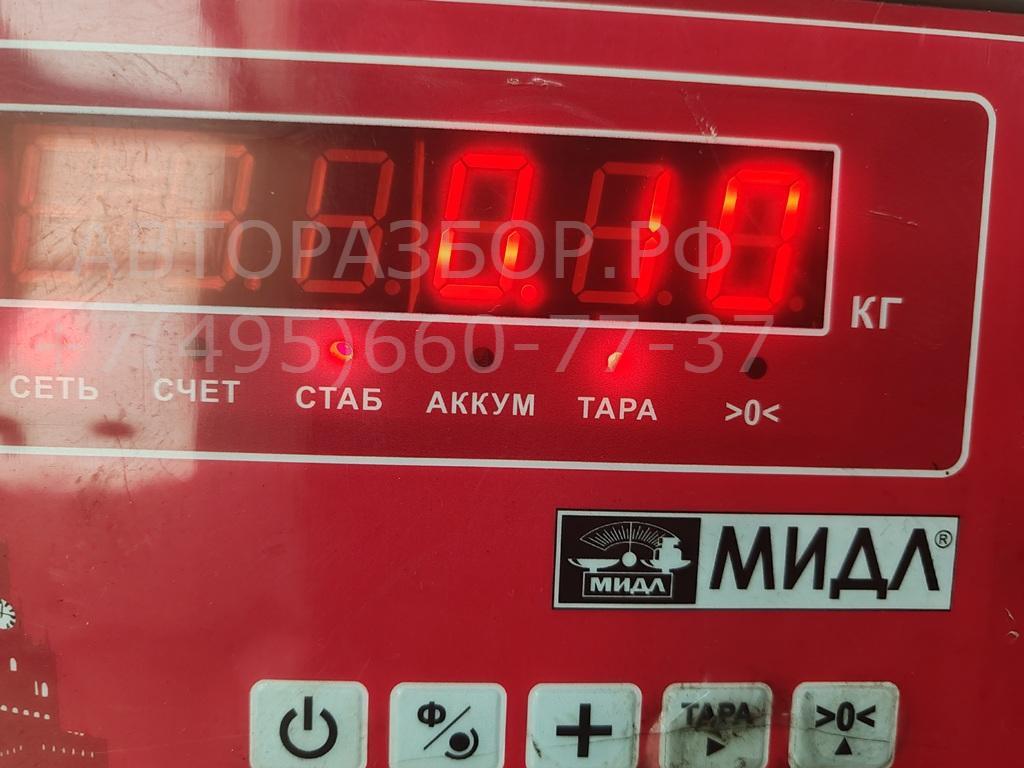 0.10
КГ
АВТОРАЗБОР.РФ
+7(495)660-77-37
СЕТЬ СЧЕТ СТАБ АККУМ ТАРА >0<
МИДЛ МИДЛ®
Ф ТАРА >0<